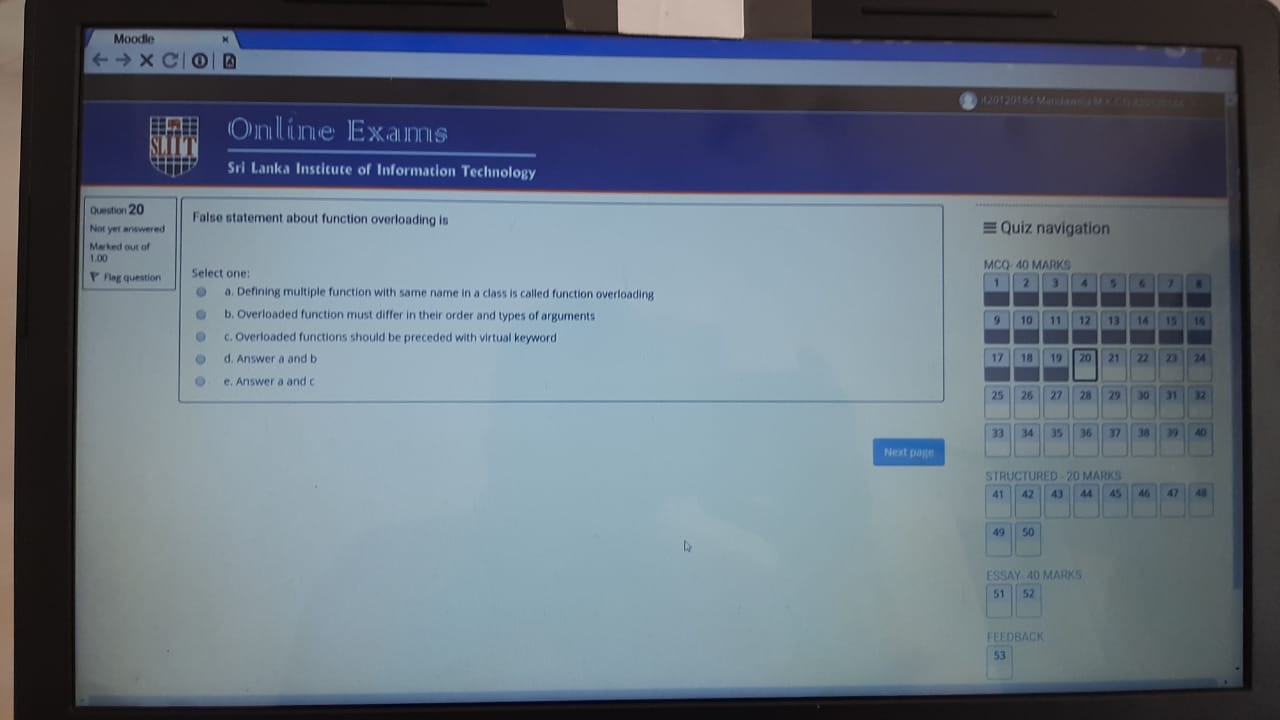 Moodle
Online Exams
SLIIT
Sri Lanka Institute of Information Technology
Question 20
Not yet answered
Marked out of
1.00
Flag question
False statement about function overloading is
Select one:
a. Defining multiple function with same name in a class is called function overloading
b. Overloaded function must differ in their order and types of arguments
c. Overloaded functions should be preceded with virtual keyword
d. Answer a and b
e. Answer a and c
Next page
Quiz navigation
MCQ- 40 MARKS
1 2 3 4 5 6 7 8
9 10 11 12 13 14 15 16
17 18 19 20 21 22 23 24
25 26 27 28 29 30 31 32
33 34 35 36 37 38 39 40
STRUCTURED - 20 MARKS
41 42 43 44 45 46 47 48
49 50
ESSAY- 40 MARKS
51 52
FEEDBACK
53